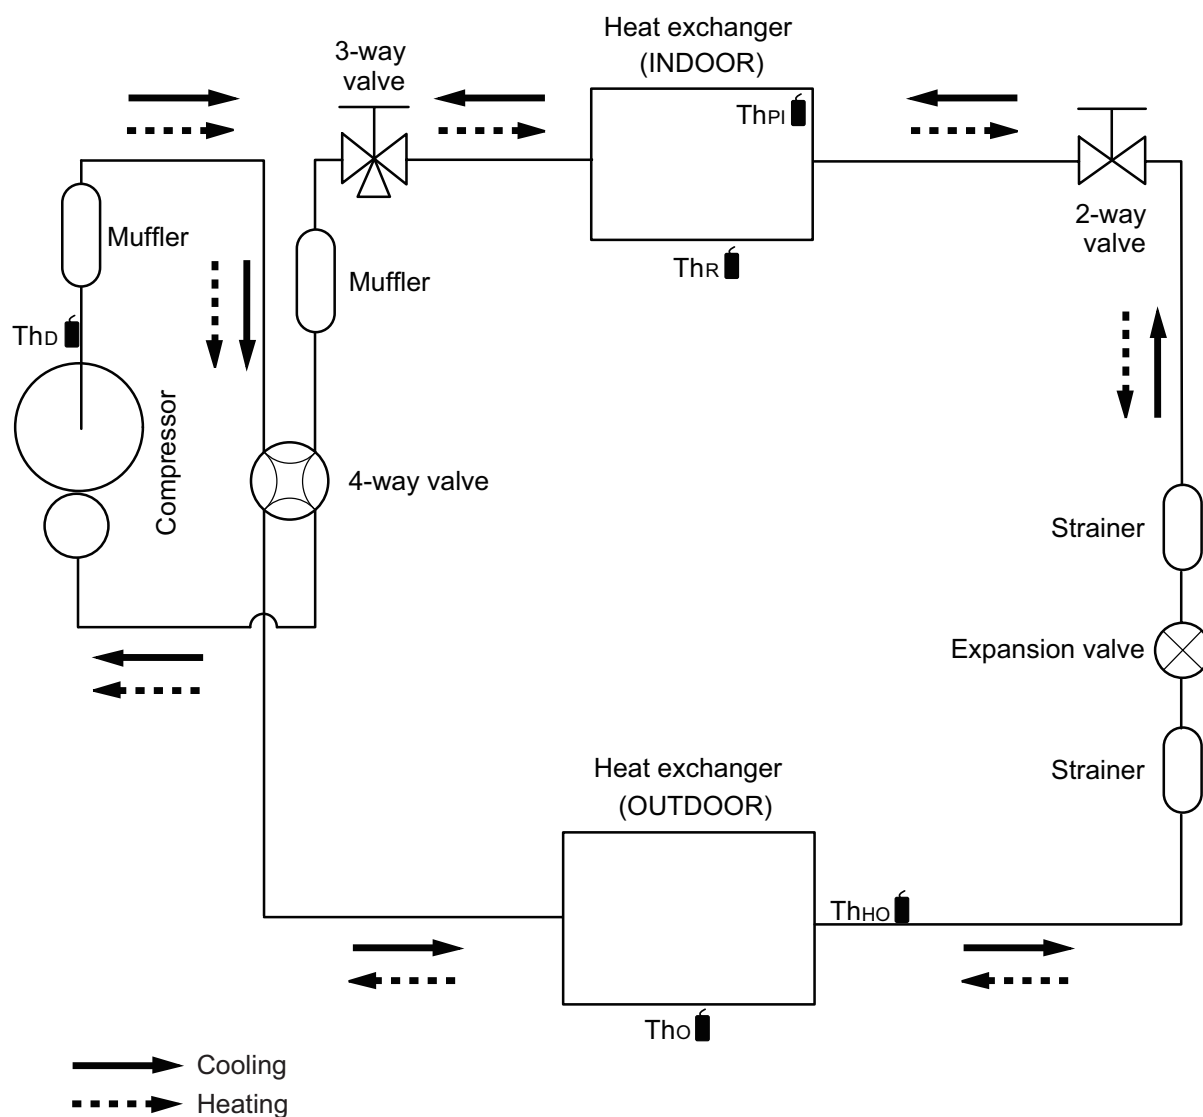 Heat exchanger
(INDOOR)
3-way
valve
ThPI
Muffler
2-way
valve
ThR
Muffler
ThD
Compressor
4-way valve
Strainer
Expansion valve
Strainer
Heat exchanger
(OUTDOOR)
ThHO
ThO
Cooling
Heating